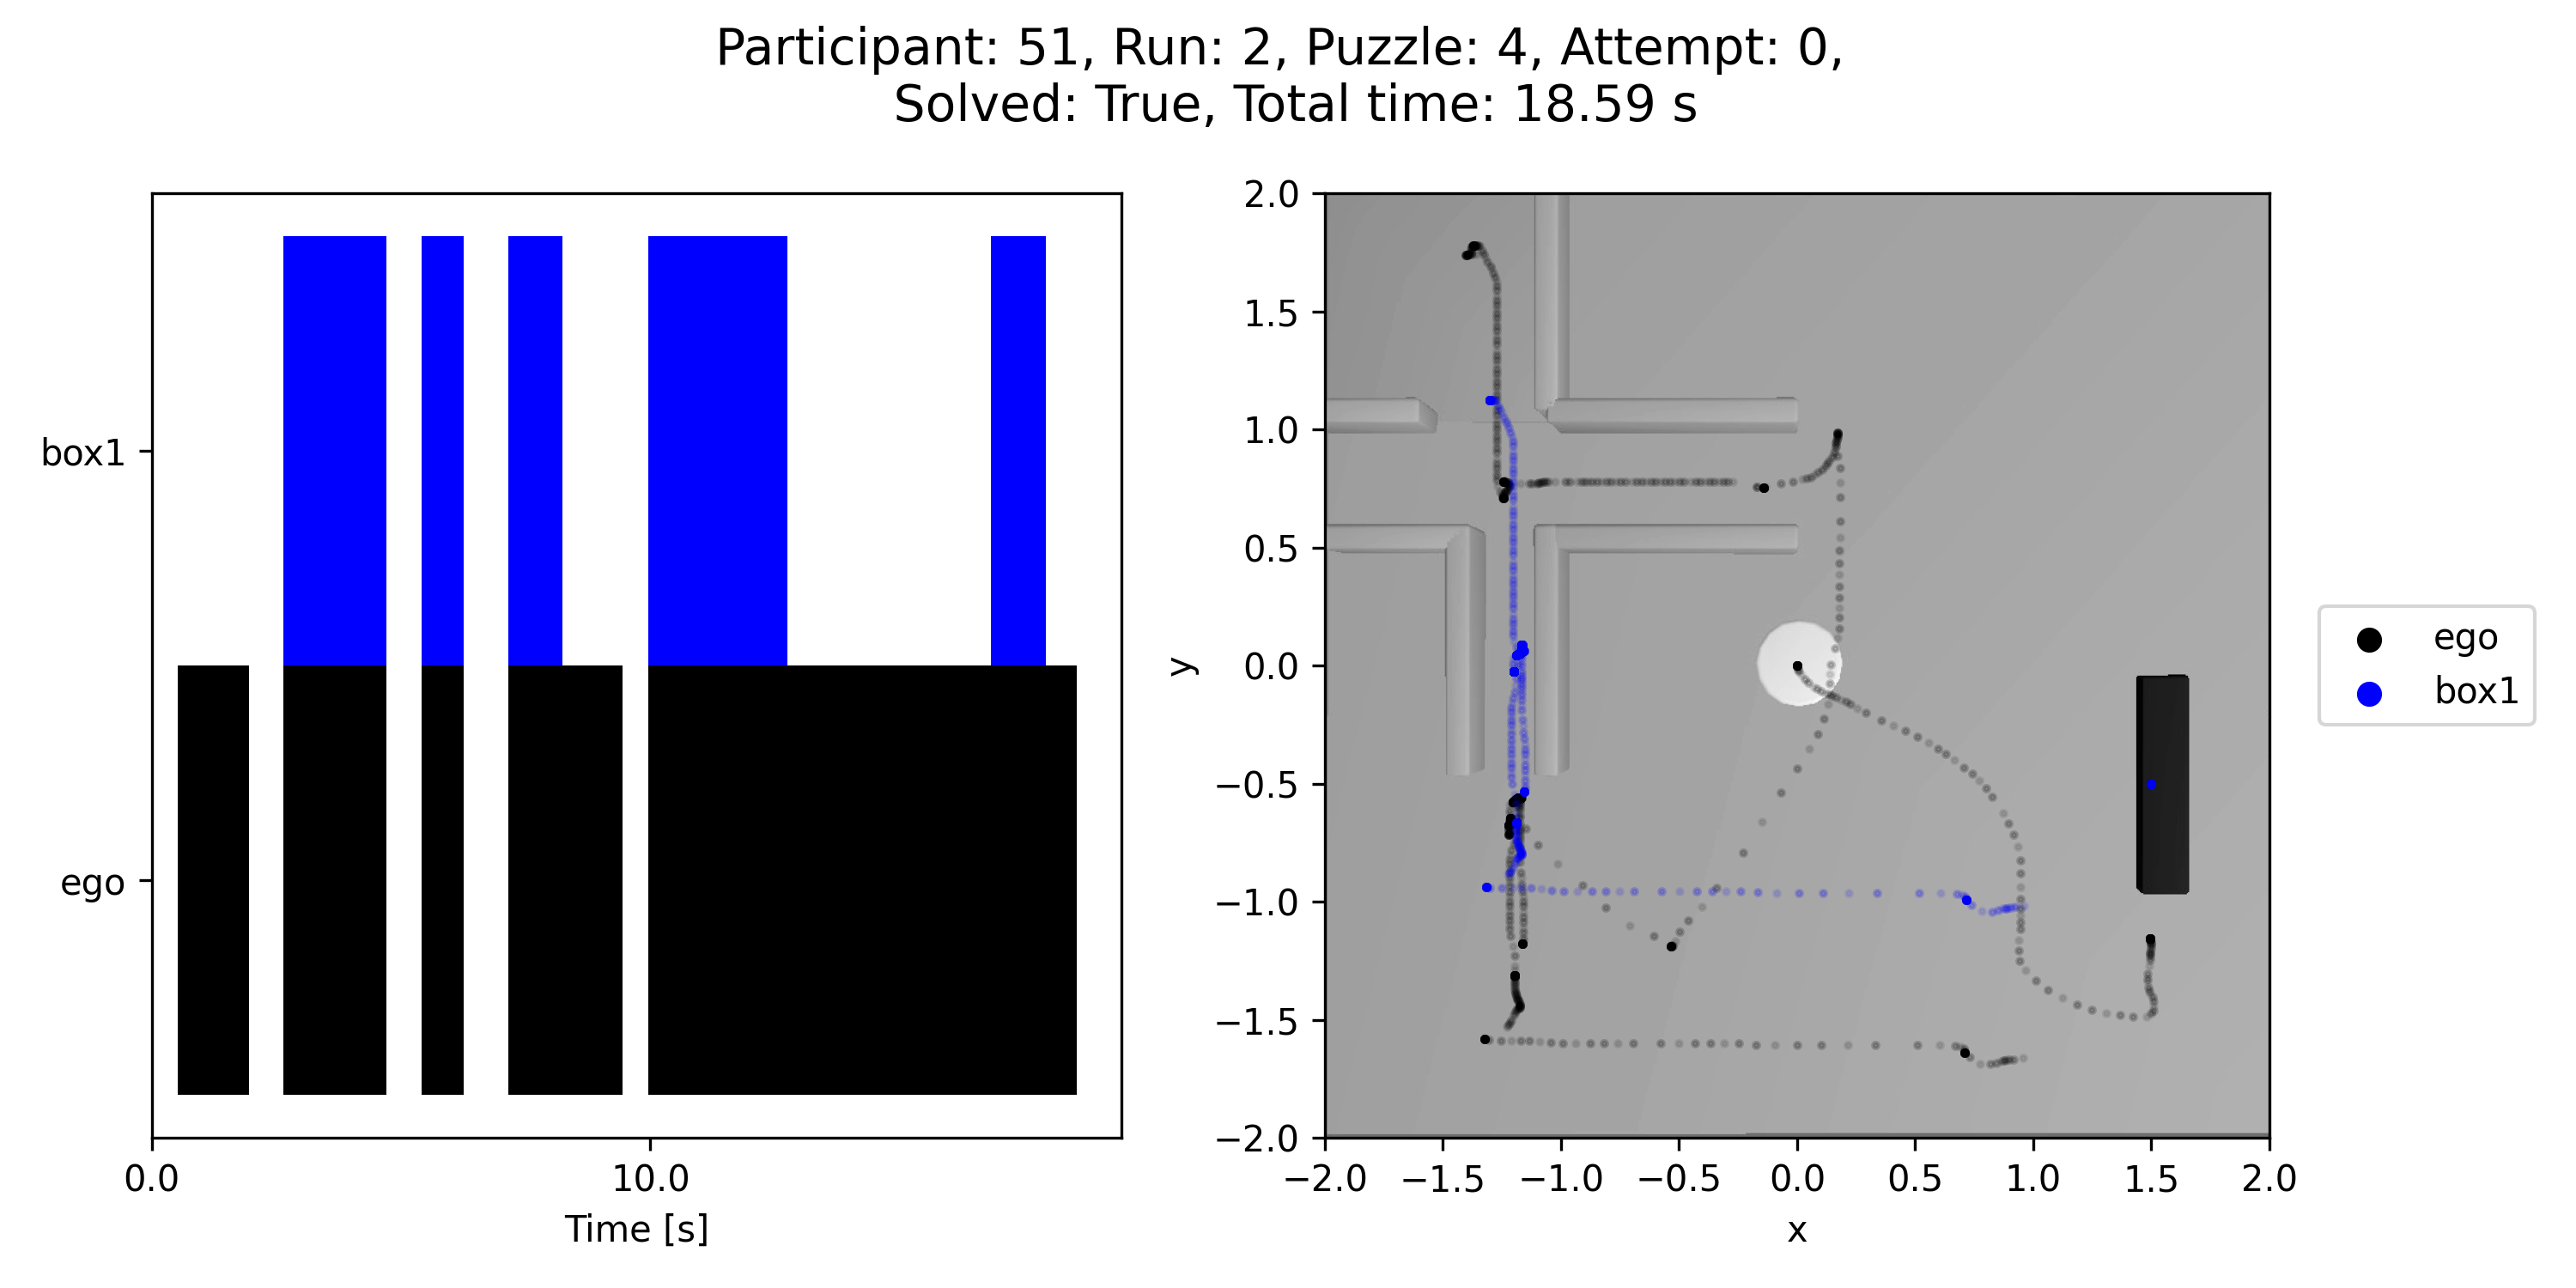 Participant: 51, Run: 2, Puzzle: 4, Attempt: 0,
Solved: True, Total time: 18.59 s
box1
ego
0.0
10.0
Time [s]
2.0
1.5
1.0
0.5
0.0
−0.5
−1.0
−1.5
−2.0
y
−2.0
−1.5
−1.0
−0.5
0.0
0.5
1.0
1.5
2.0
x
ego
box1